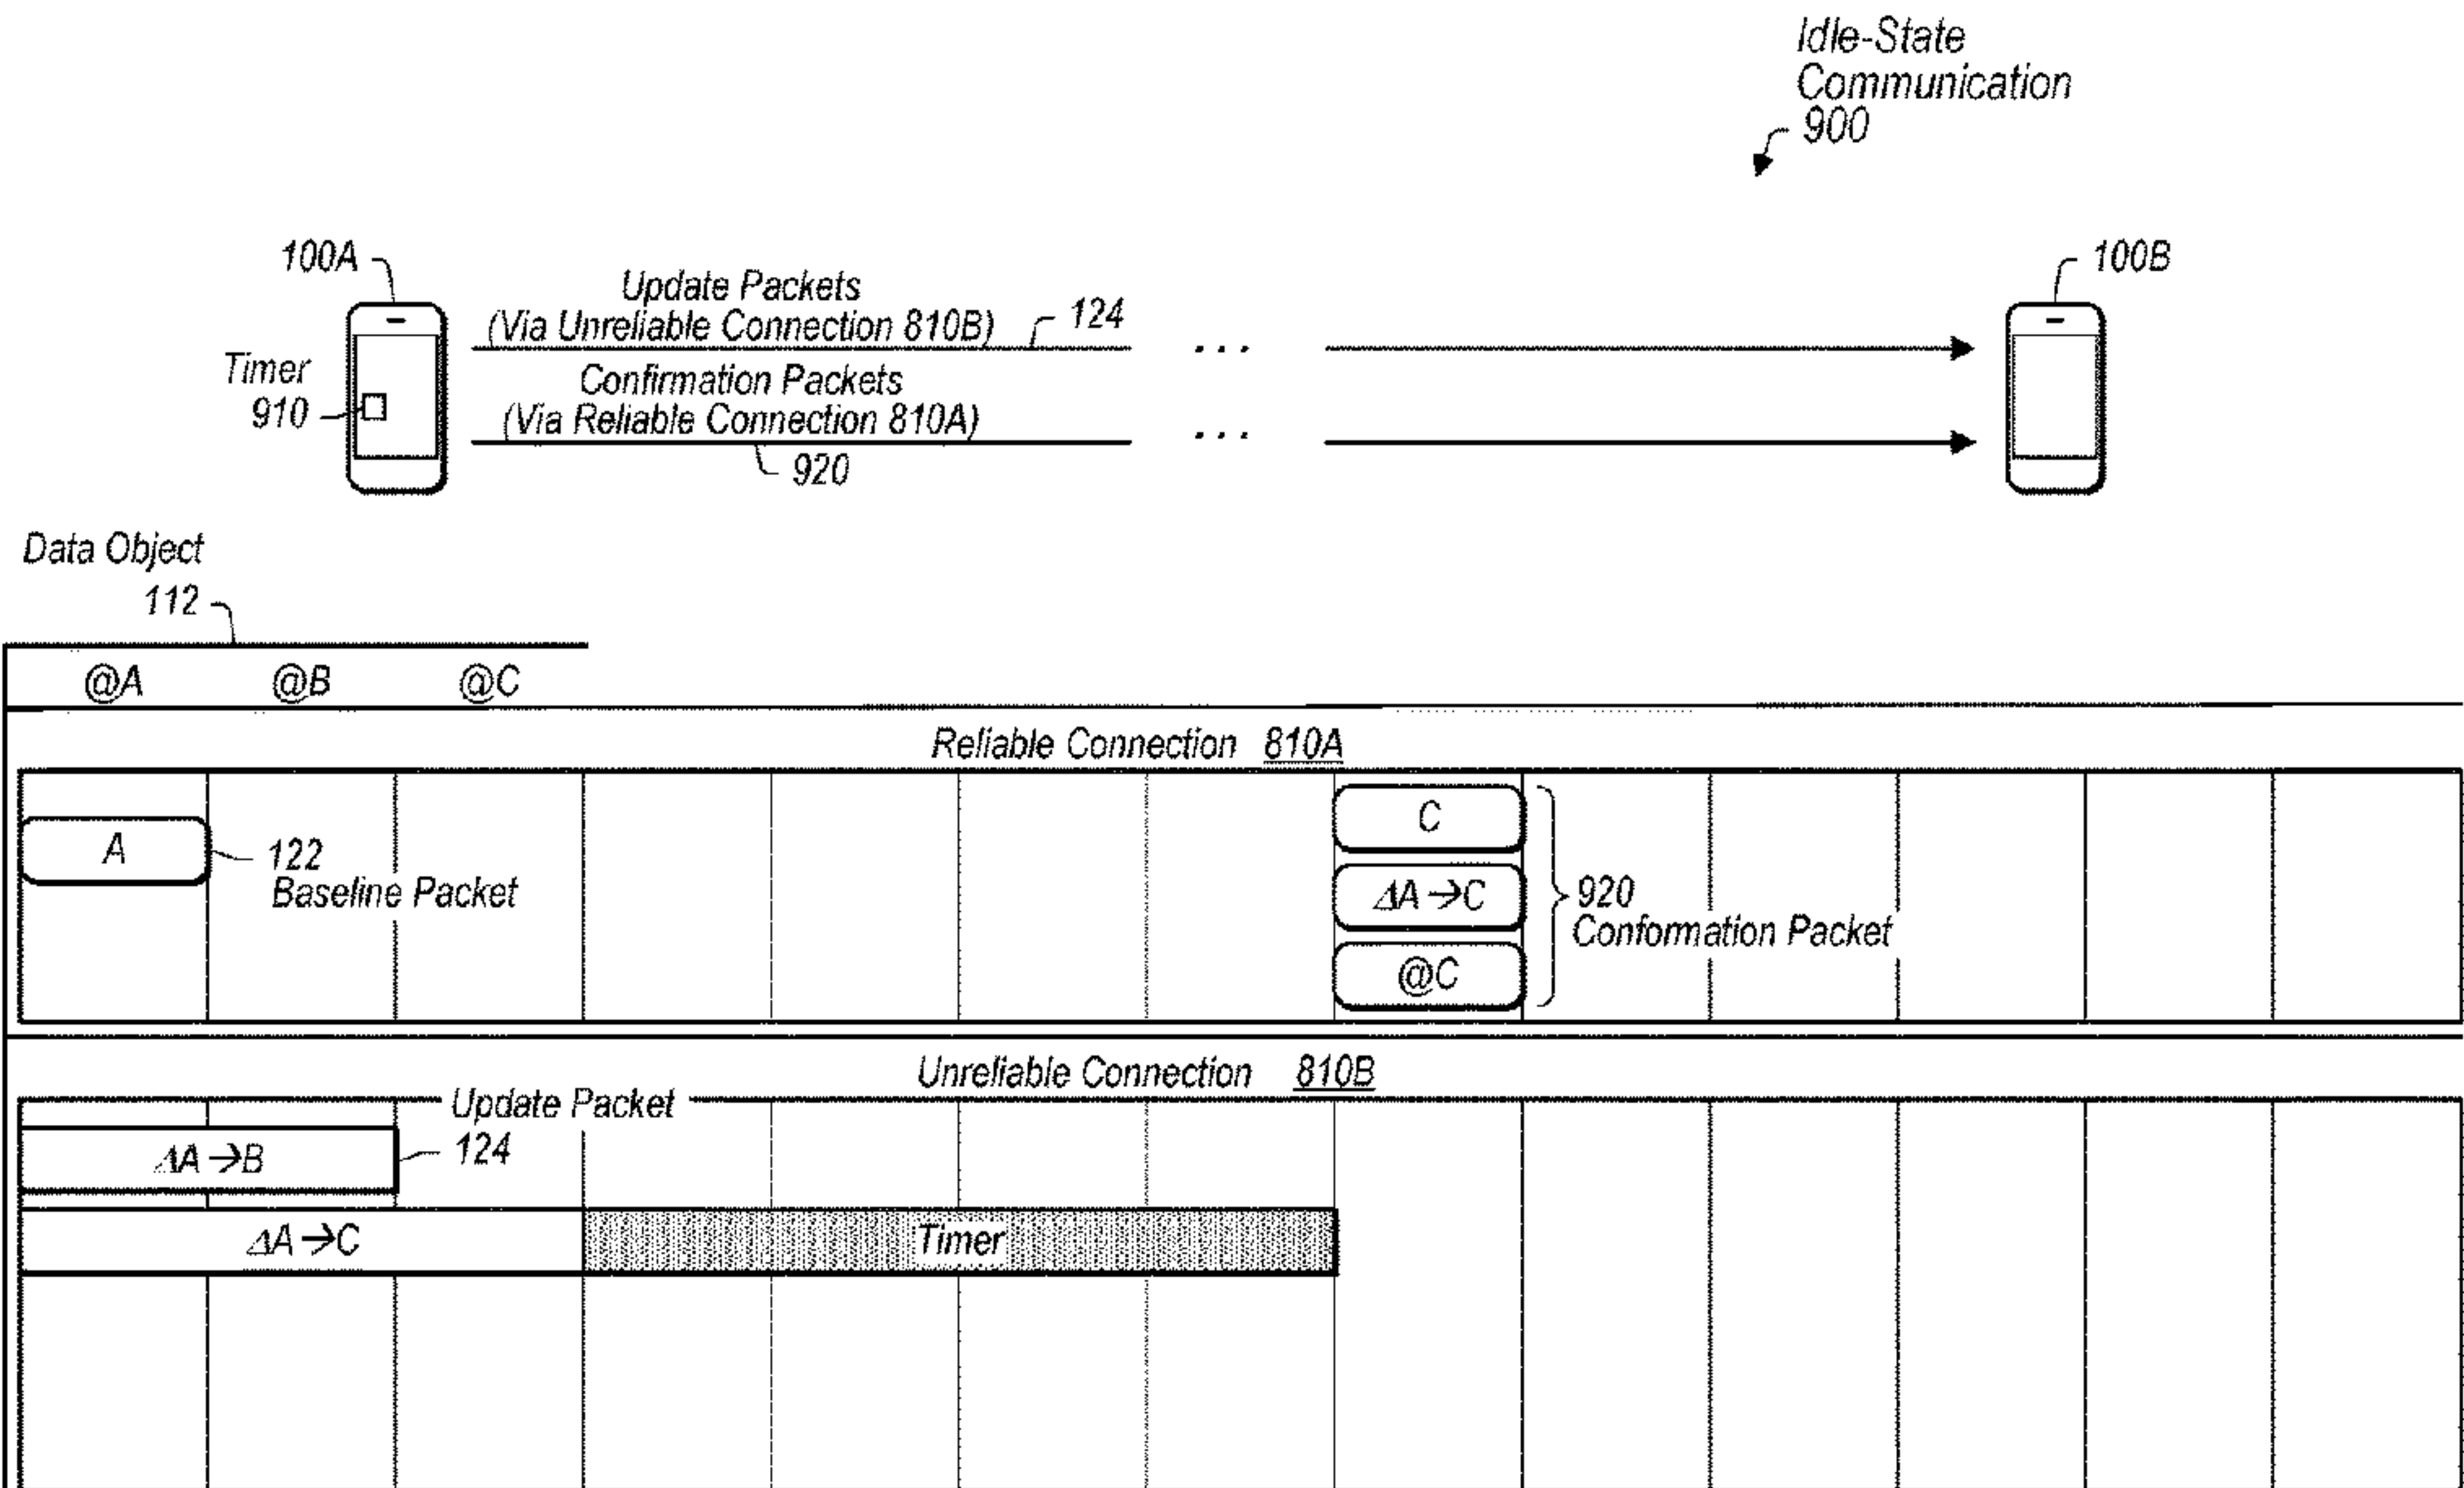 Idle-State
Communication
900
100A
100B
Update Packets
(Via Unreliable Connection 810B)
124
Timer
910
Confirmation Packets
(Via Reliable Connection 810A)
920
Data Object
112
@A @B @C
Reliable Connection 810A
A
122
Baseline Packet
C
ΔA→C
@C
920
Conformation Packet
Unreliable Connection 810B
Update Packet
124
ΔA→B
ΔA→C
Timer